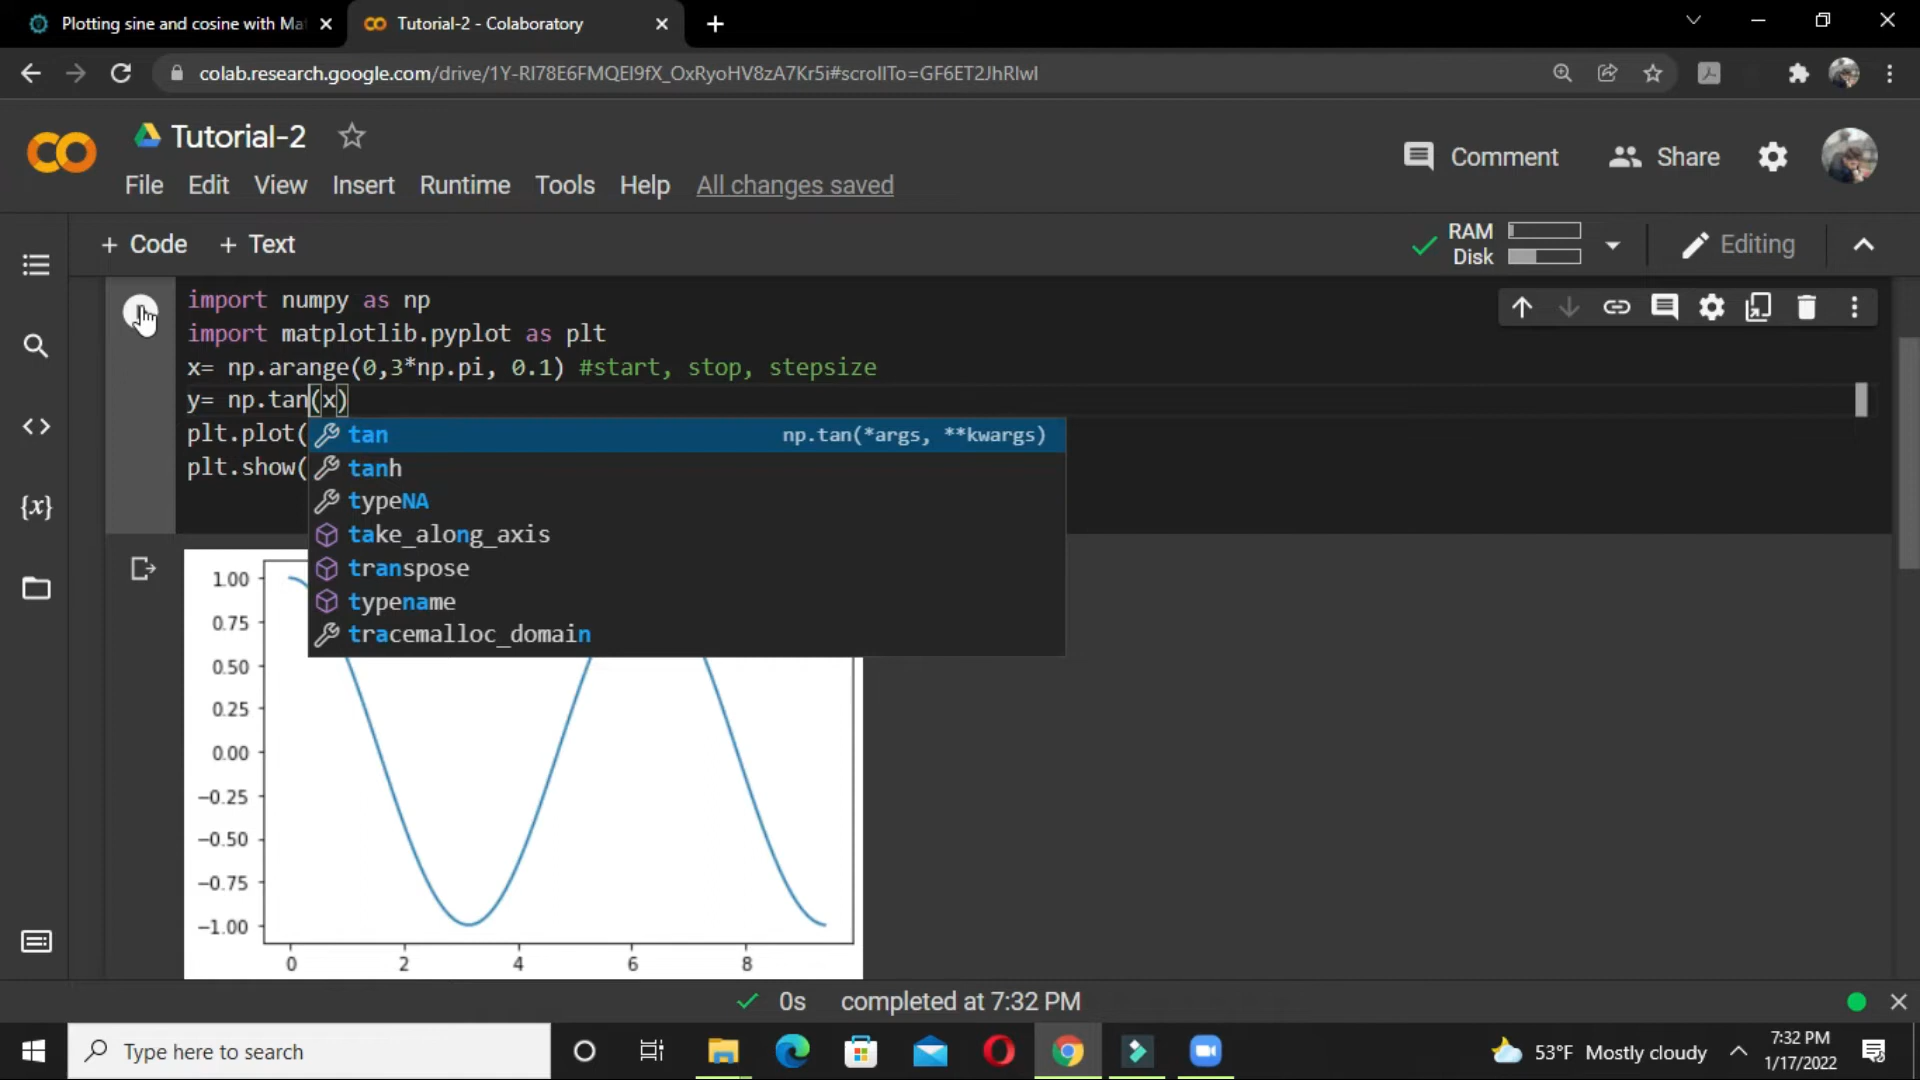 Plotting sine and cosine with Ma
Tutorial-2 - Colaboratory
colab.research.google.com/drive/1Y-RI78E6FMQEI9fX_OxRyoHV8zA7Kr5i#scrollTo=GF6ET2JhRlwI
CO
Tutorial-2
Comment
Share
File Edit View Insert Runtime Tools Help All changes saved
+ Code + Text
RAM
Disk
Editing
import numpy as np
import matplotlib.pyplot as plt
x= np.arange(0,3*np.pi, 0.1) #start, stop, stepsize
y= np.tan(x)
plt.plot(
plt.show(
tan np.tan(*args, **kwargs)
tanh
typeNA
take_along_axis
transpose
typename
tracemalloc_domain
{x}
1.00
0.75
0.50
0.25
0.00
−0.25
−0.50
−0.75
−1.00
0 2 4 6 8
0s completed at 7:32 PM
Type here to search
53°F Mostly cloudy
7:32 PM
1/17/2022